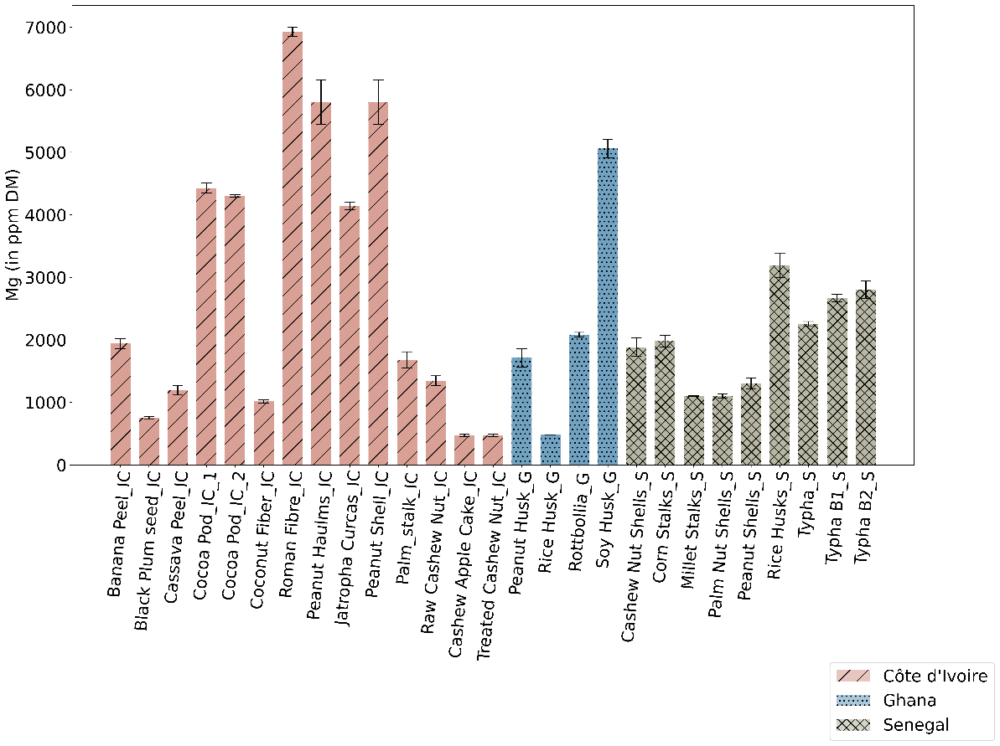 Mg (in ppm DM)
7000
6000
5000
4000
3000
2000
1000
0
Banana Peel_IC
Black Plum seed_IC
Cassava Peel_IC
Cocoa Pod_IC_1
Cocoa Pod_IC_2
Coconut Fiber_IC
Roman Fibre_IC
Peanut Haulms_IC
Jatropha Curcas_IC
Peanut Shell_IC
Palm_stalk_IC
Raw Cashew Nut_IC
Cashew Apple Cake_IC
Treated Cashew Nut_IC
Peanut Husk_G
Rice Husk_G
Rottbollia_G
Soy Husk_G
Cashew Nut Shells_S
Corn Stalks_S
Millet Stalks_S
Palm Nut Shells_S
Peanut Shells_S
Rice Husks_S
Typha_S
Typha B1_S
Typha B2_S
Côte d'Ivoire
Ghana
Senegal